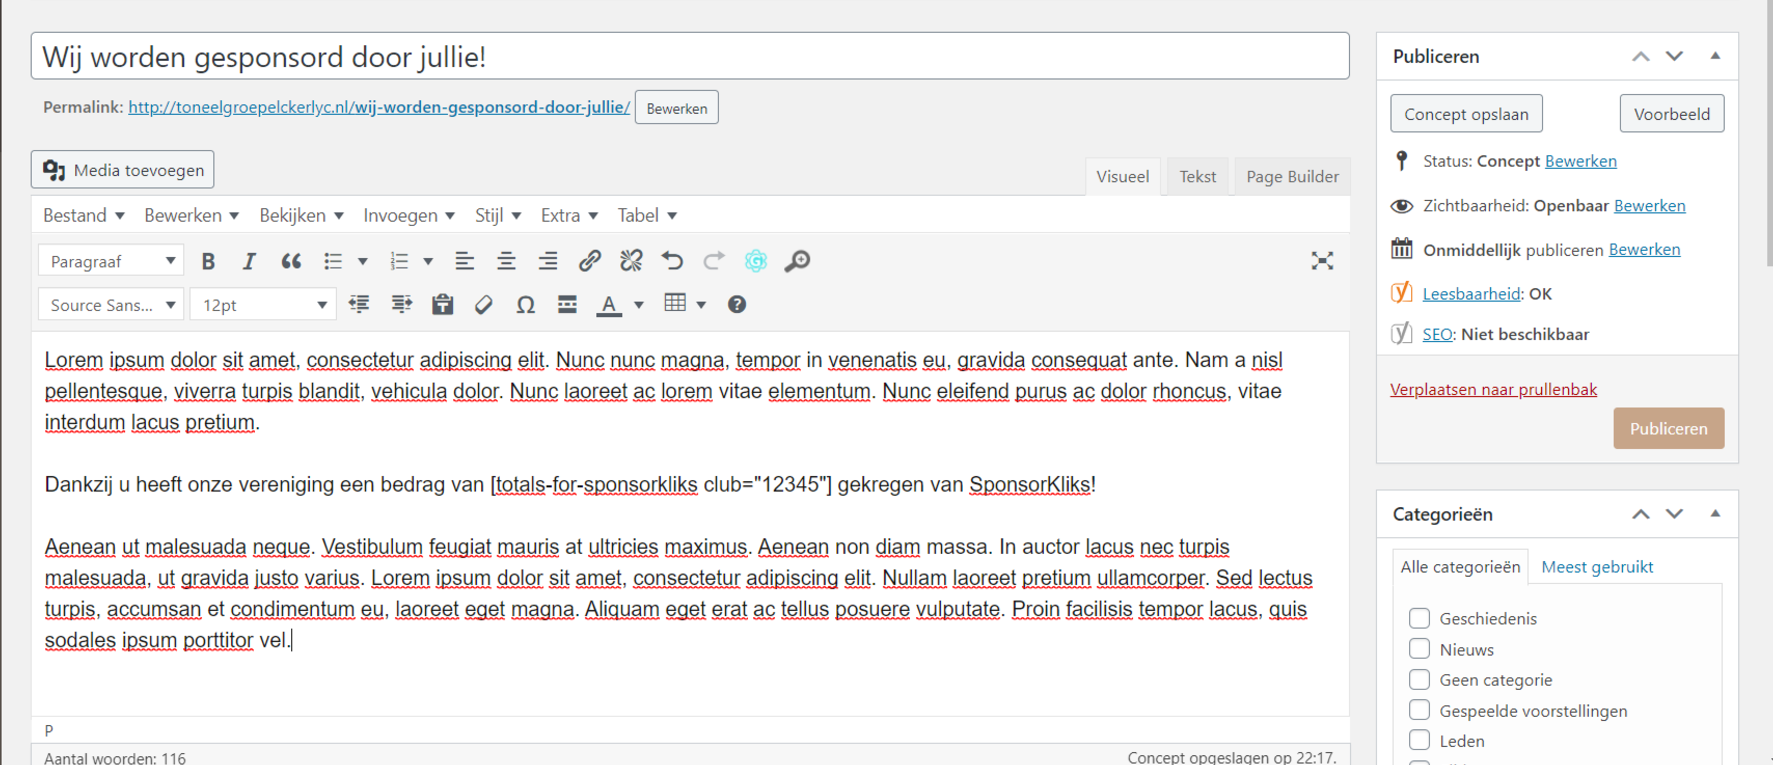 Wij worden gesponsord door jullie!
Permalink: http://toneelgroepelckerlyc.nl/wij-worden-gesponsord-door-jullie/ Bewerken
Media toevoegen
Visueel Tekst Page Builder
Bestand Bewerken Bekijken Invoegen Stijl Extra Tabel
Paragraaf
Source Sans... 12pt
Lorem ipsum dolor sit amet, consectetur adipiscing elit. Nunc nunc magna, tempor in venenatis eu, gravida consequat ante. Nam a nisl
pellentesque, viverra turpis blandit, vehicula dolor. Nunc laoreet ac lorem vitae elementum. Nunc eleifend purus ac dolor rhoncus, vitae
interdum lacus pretium.
Dankzij u heeft onze vereniging een bedrag van [totals-for-sponsorkliks club="12345"] gekregen van SponsorKliks!
Aenean ut malesuada neque. Vestibulum feugiat mauris at ultricies maximus. Aenean non diam massa. In auctor lacus nec turpis
malesuada, ut gravida justo varius. Lorem ipsum dolor sit amet, consectetur adipiscing elit. Nullam laoreet pretium ullamcorper. Sed lectus
turpis, accumsan et condimentum eu, laoreet eget magna. Aliquam eget erat ac tellus posuere vulputate. Proin facilisis tempor lacus, quis
sodales ipsum porttitor vel.
P
Aantal woorden: 116
Concept opgeslagen op 22:17.
Publiceren
Concept opslaan Voorbeeld
Status: Concept Bewerken
Zichtbaarheid: Openbaar Bewerken
Onmiddellijk publiceren Bewerken
Leesbaarheid: OK
SEO: Niet beschikbaar
Verplaatsen naar prullenbak
Publiceren
Categorieën
Alle categorieën Meest gebruikt
Geschiedenis
Nieuws
Geen categorie
Gespeelde voorstellingen
Leden